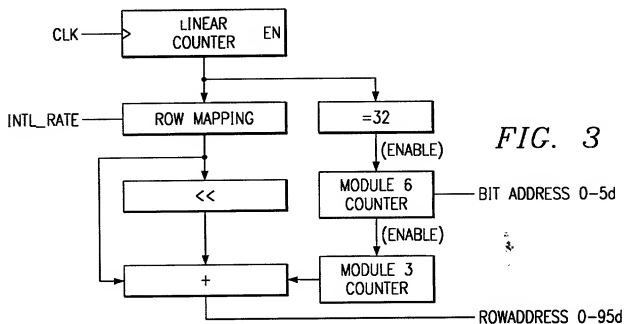 CLK
LINEAR
COUNTER
EN
INTL_RATE
ROW MAPPING
=32
(ENABLE)
FIG. 3
<<
MODULE 6
COUNTER
BIT ADDRESS 0-5d
(ENABLE)
+
MODULE 3
COUNTER
ROWADDRESS 0-95d